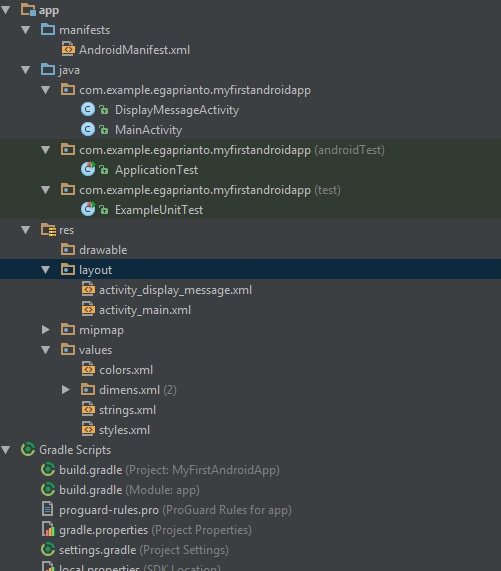 app
manifests
AndroidManifest.xml
java
com.example.egaprianto.myfirstandroidapp
DisplayMessageActivity
MainActivity
com.example.egaprianto.myfirstandroidapp (androidTest)
ApplicationTest
com.example.egaprianto.myfirstandroidapp (test)
ExampleUnitTest
res
drawable
layout
activity_display_message.xml
activity_main.xml
mipmap
values
colors.xml
dimens.xml (2)
strings.xml
styles.xml
Gradle Scripts
build.gradle (Project: MyFirstAndroidApp)
build.gradle (Module: app)
proguard-rules.pro (ProGuard Rules for app)
gradle.properties (Project Properties)
settings.gradle (Project Settings)
local.properties (SDK Location)